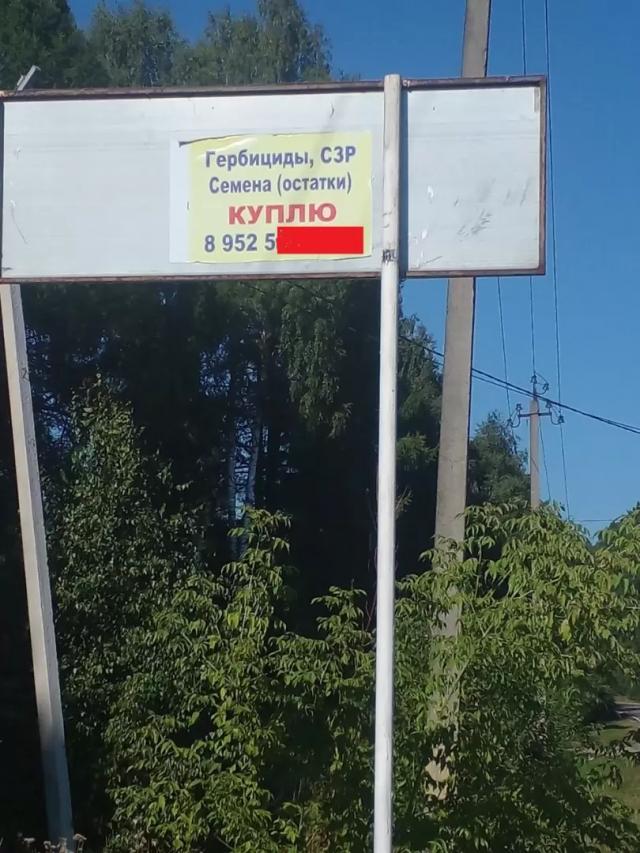 Гербициды, СЗР
Семена (остатки)
КУПЛЮ
8 952 5